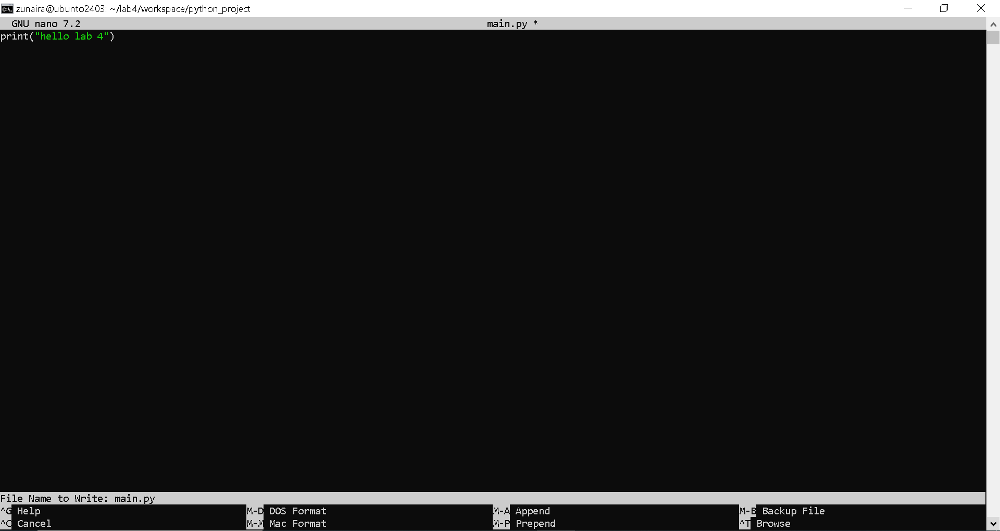 zunaira@ubunto2403: ~/lab4/workspace/python_project
GNU nano 7.2 main.py *
print("hello lab 4")
File Name to Write: main.py
^G Help M-D DOS Format M-A Append M-B Backup File
^C Cancel M-M Mac Format M-P Prepend ^T Browse